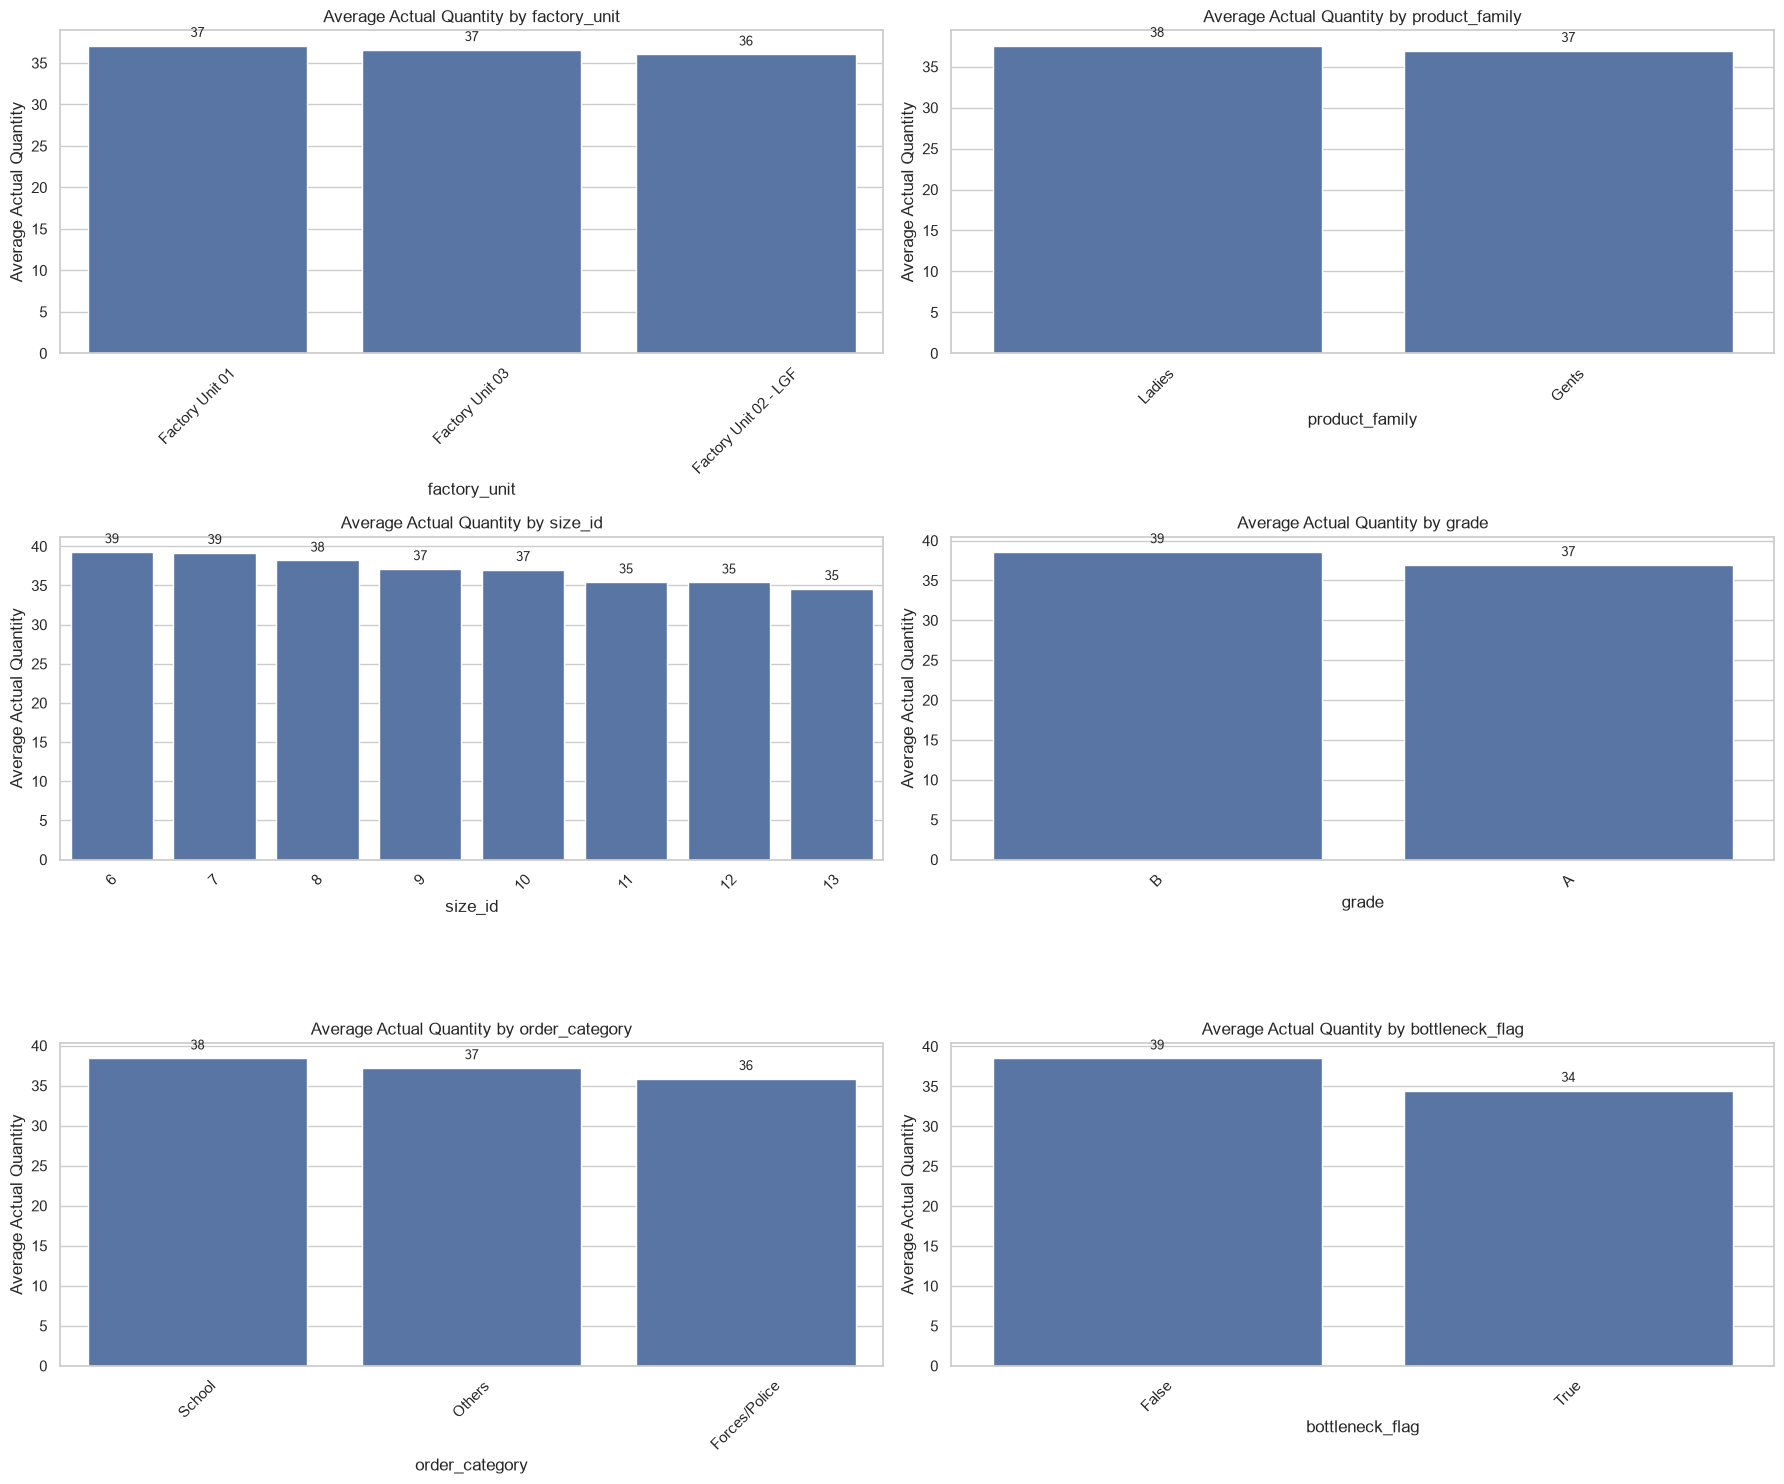 Average Actual Quantity by factory_unit
37
37
36
35
30
25
20
15
10
5
0
Average Actual Quantity
Factory Unit 01
Factory Unit 03
Factory Unit 02 - LGF
factory_unit
Average Actual Quantity by product_family
38
37
35
30
25
20
15
10
5
0
Average Actual Quantity
Ladies
Gents
product_family
Average Actual Quantity by size_id
39
39
38
37
37
35
35
35
40
35
30
25
20
15
10
5
0
Average Actual Quantity
6
7
8
9
10
11
12
13
size_id
Average Actual Quantity by grade
39
37
40
35
30
25
20
15
10
5
0
Average Actual Quantity
B
A
grade
Average Actual Quantity by order_category
38
37
36
40
35
30
25
20
15
10
5
0
Average Actual Quantity
School
Others
Forces/Police
order_category
Average Actual Quantity by bottleneck_flag
39
34
40
35
30
25
20
15
10
5
0
Average Actual Quantity
False
True
bottleneck_flag